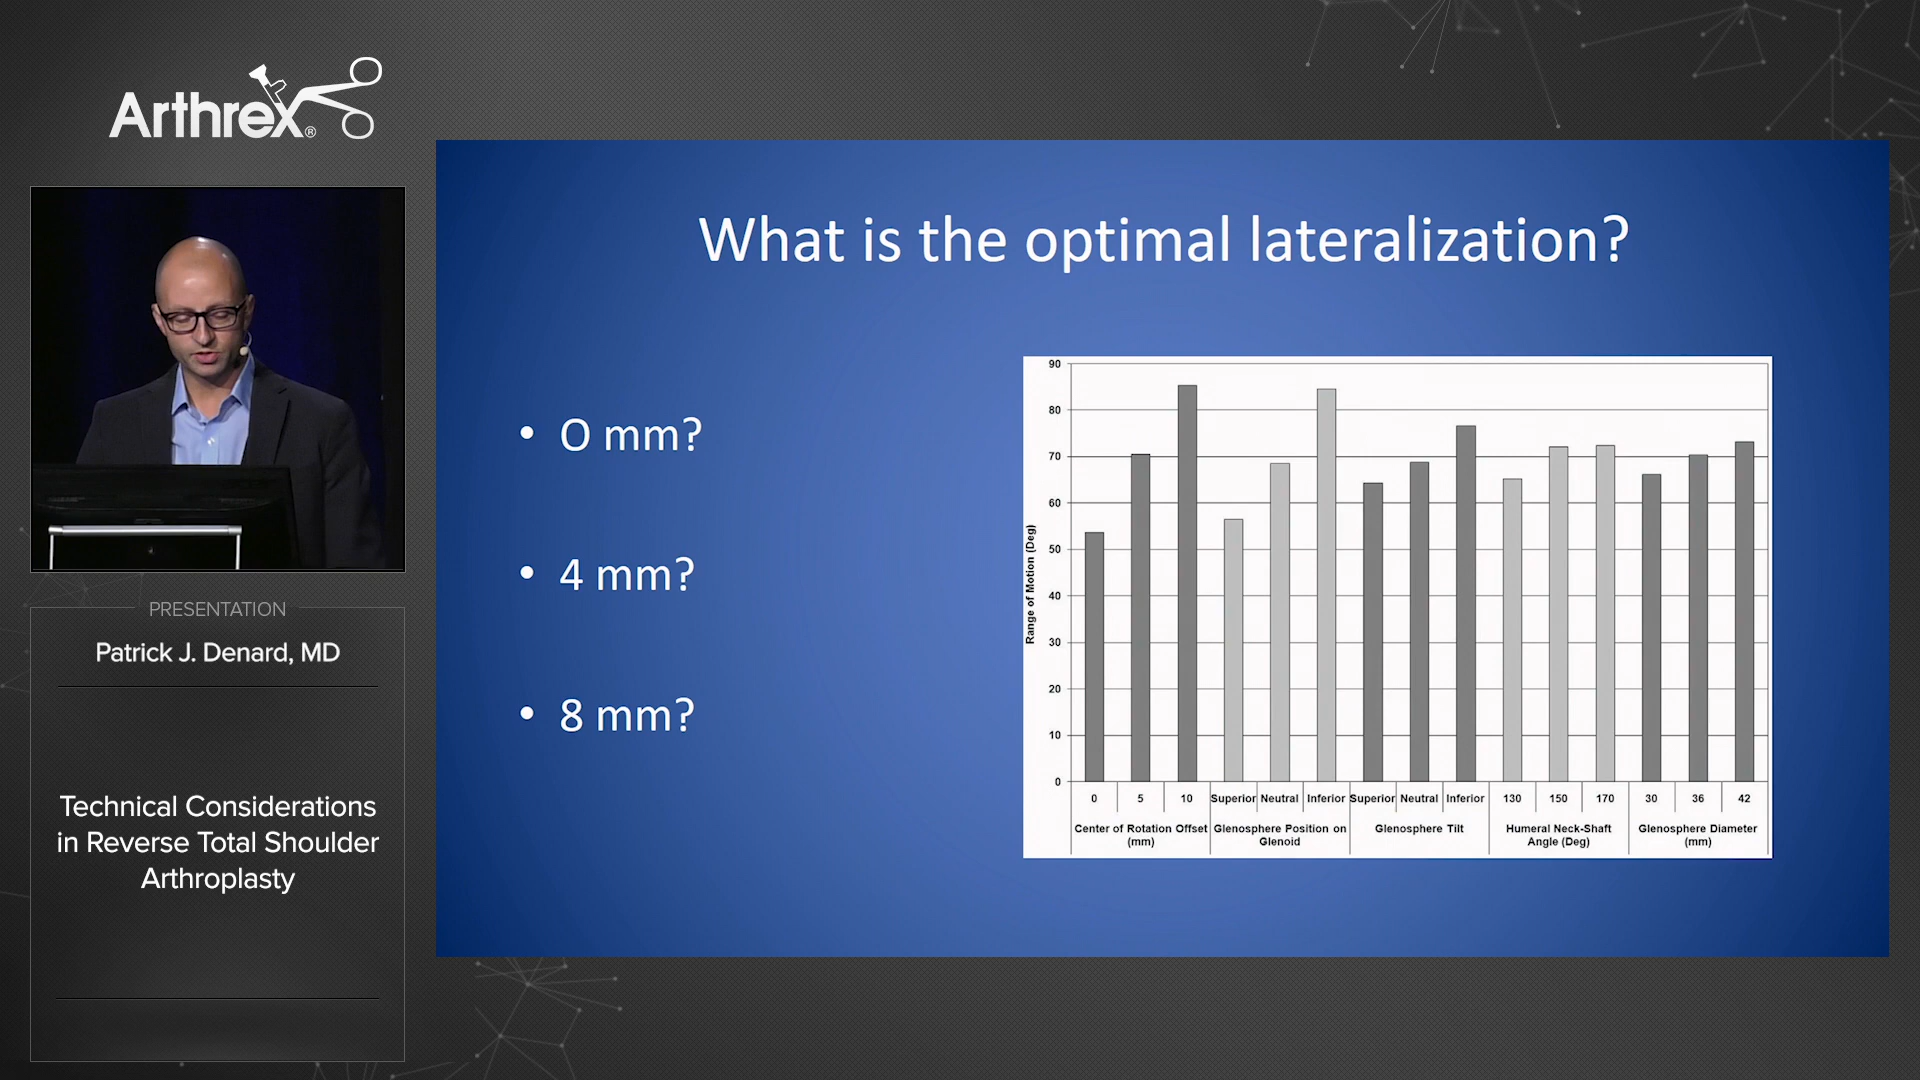 Arthrex®
PRESENTATION
Patrick J. Denard, MD
Technical Considerations
in Reverse Total Shoulder
Arthroplasty
What is the optimal lateralization?
• O mm?
• 4 mm?
• 8 mm?
Range of Motion (Deg)
90
80
70
60
50
40
30
20
10
0
0 5 10 Superior Neutral Inferior Superior Neutral Inferior 130 150 170 30 36 42
Center of Rotation Offset Glenosphere Position on Glenosphere Tilt Humeral Neck-Shaft Glenosphere Diameter
(mm) Glenoid Angle (Deg) (mm)